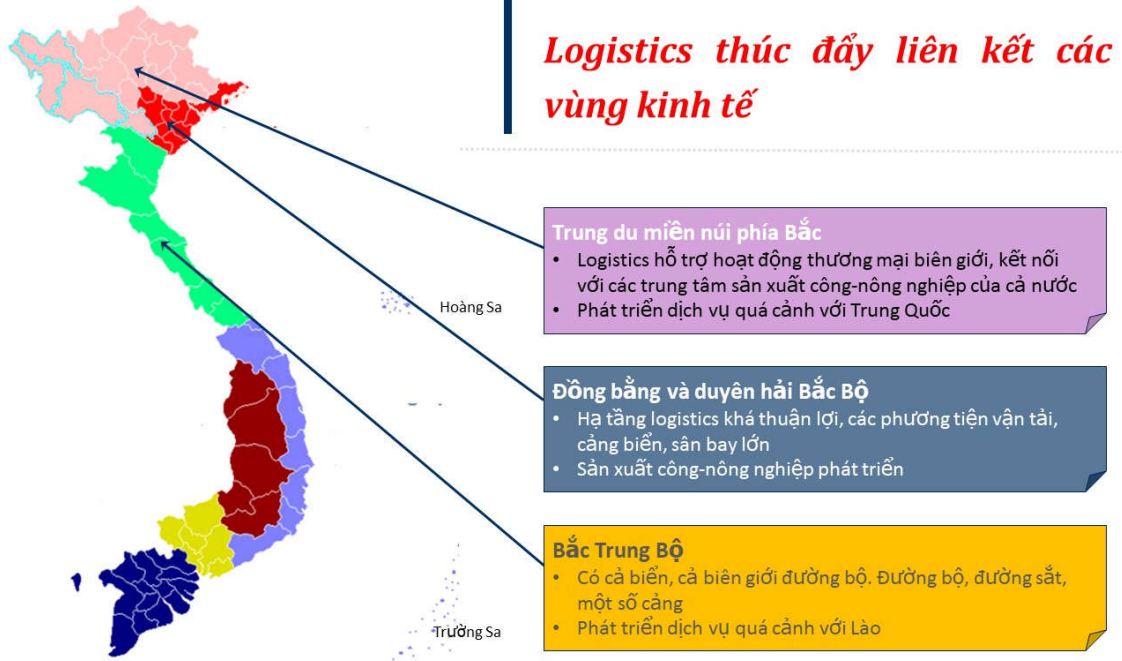 Logistics thúc đẩy liên kết các
vùng kinh tế
Trung du miền núi phía Bắc
• Logistics hỗ trợ hoạt động thương mại biên giới, kết nối
với các trung tâm sản xuất công-nông nghiệp của cả nước
• Phát triển dịch vụ quá cảnh với Trung Quốc
Hoàng Sa
Đồng bằng và duyên hải Bắc Bộ
• Hạ tầng logistics khá thuận lợi, các phương tiện vận tải,
cảng biển, sân bay lớn
• Sản xuất công-nông nghiệp phát triển
Bắc Trung Bộ
• Có cả biển, cả biên giới đường bộ. Đường bộ, đường sắt,
một số cảng
• Phát triển dịch vụ quá cảnh với Lào
Trường Sa